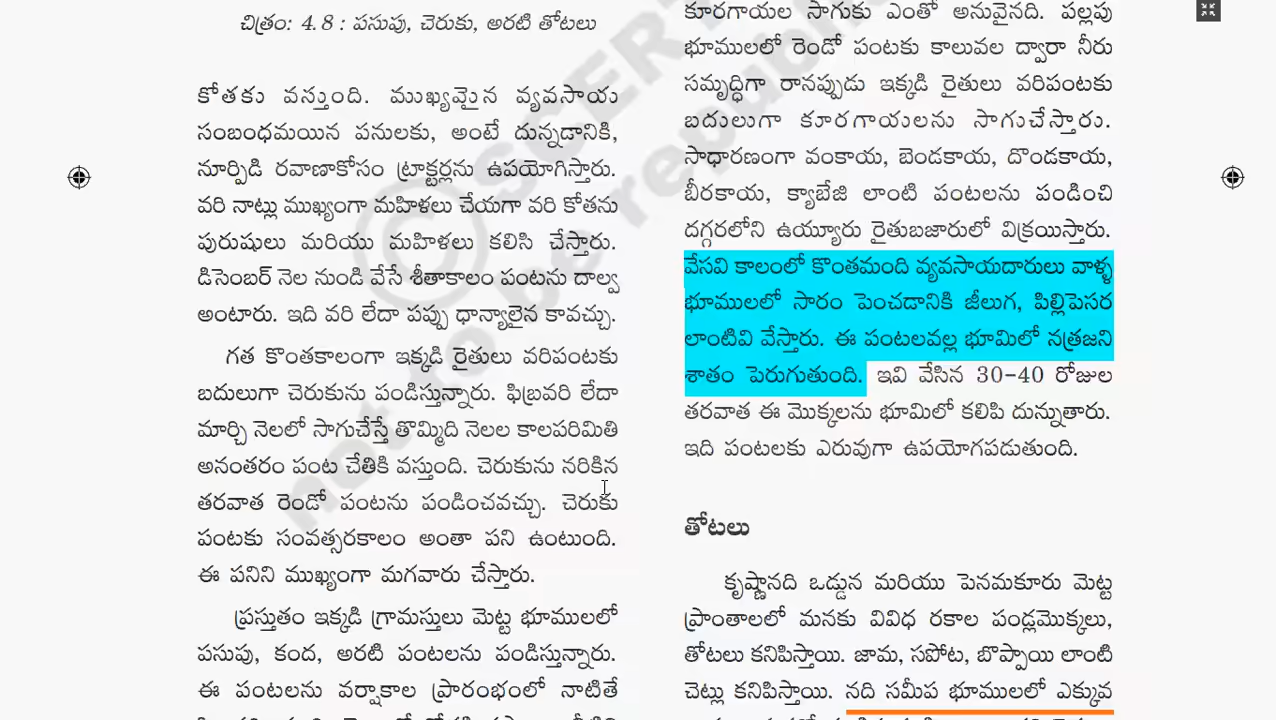 చిత్రం: 4.8 : పసుపు, చెరుకు, అరటి తోటలు
కోతకు వస్తుంది. ముఖ్యమైన వ్యవసాయ
సంబంధమయిన పనులకు, అంటే దున్నడానికి,
నూర్పిడి రవాణాకోసం ట్రాక్టర్లను ఉపయోగిస్తారు.
వరి నాట్లు ముఖ్యంగా మహిళలు చేయగా వరి కోతను
పురుషులు మరియు మహిళలు కలిసి చేస్తారు.
డిసెంబర్ నెల నుండి వేసే శీతాకాలం పంటను దాల్వ
అంటారు. ఇది వరి లేదా పప్పు ధాన్యాలైన కావచ్చు.
గత కొంతకాలంగా ఇక్కడి రైతులు వరిపంటకు
బదులుగా చెరుకును పండిస్తున్నారు. ఫిబ్రవరి లేదా
మార్చి నెలలో సాగుచేస్తే తొమ్మిది నెలల కాలపరిమితి
అనంతరం పంట చేతికి వస్తుంది. చెరుకును నరికిన
తరవాత రెండో పంటను పండించవచ్చు. చెరుకు
పంటకు సంవత్సరకాలం అంతా పని ఉంటుంది.
ఈ పనిని ముఖ్యంగా మగవారు చేస్తారు.
ప్రస్తుతం ఇక్కడి గ్రామస్తులు మెట్ట భూములలో
పసుపు, కంద, అరటి పంటలను పండిస్తున్నారు.
ఈ పంటలను వర్షాకాల ప్రారంభంలో నాటితే
కూరగాయల సాగుకు ఎంతో అనువైనది. పల్లపు
భూములలో రెండో పంటకు కాలువల ద్వారా నీరు
సమృద్ధిగా రానప్పుడు ఇక్కడి రైతులు వరిపంటకు
బదులుగా కూరగాయలను సాగుచేస్తారు.
సాధారణంగా వంకాయ, బెండకాయ, దొండకాయ,
బీరకాయ, క్యాబేజి లాంటి పంటలను పండించి
దగ్గరలోని ఉయ్యూరు రైతుబజారులో విక్రయిస్తారు.
వేసవి కాలంలో కొంతమంది వ్యవసాయదారులు వాళ్ళ
భూములలో సారం పెంచడానికి జీలుగ, పిల్లిపెసర
లాంటివి వేస్తారు. ఈ పంటలవల్ల భూమిలో నత్రజని
శాతం పెరుగుతుంది. ఇవి వేసిన 30-40 రోజుల
తరవాత ఈ మొక్కలను భూమిలో కలిపి దున్నుతారు.
ఇది పంటలకు ఎరువుగా ఉపయోగపడుతుంది.
తోటలు
కృష్ణానది ఒడ్డున మరియు పెనమకూరు మెట్ట
ప్రాంతాలలో మనకు వివిధ రకాల పండ్లమొక్కలు,
తోటలు కనిపిస్తాయి. జామ, సపోట, బొప్పాయి లాంటి
చెట్లు కనిపిస్తాయి. నది సమీప భూములలో ఎక్కువ
© SCERT
not to be republ